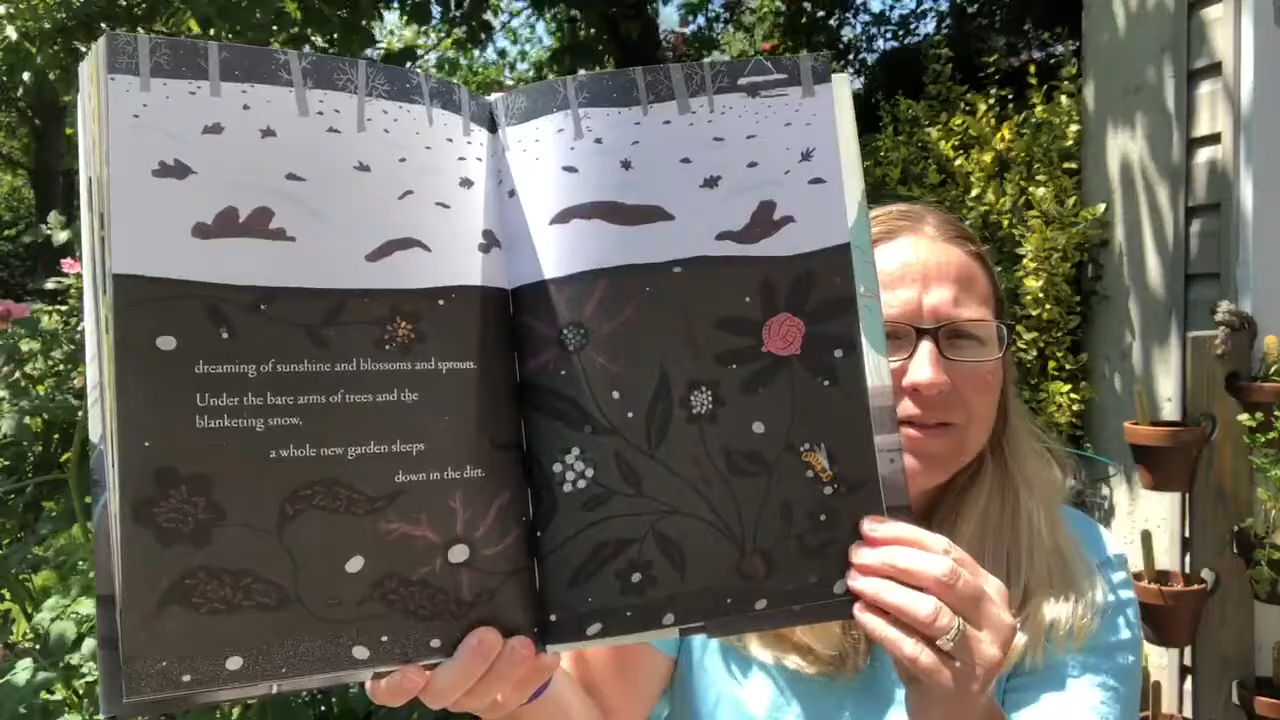 dreaming of sunshine and blossoms and sprouts.
Under the bare arms of trees and the
blanketing snow,
a whole new garden sleeps
down in the dirt.